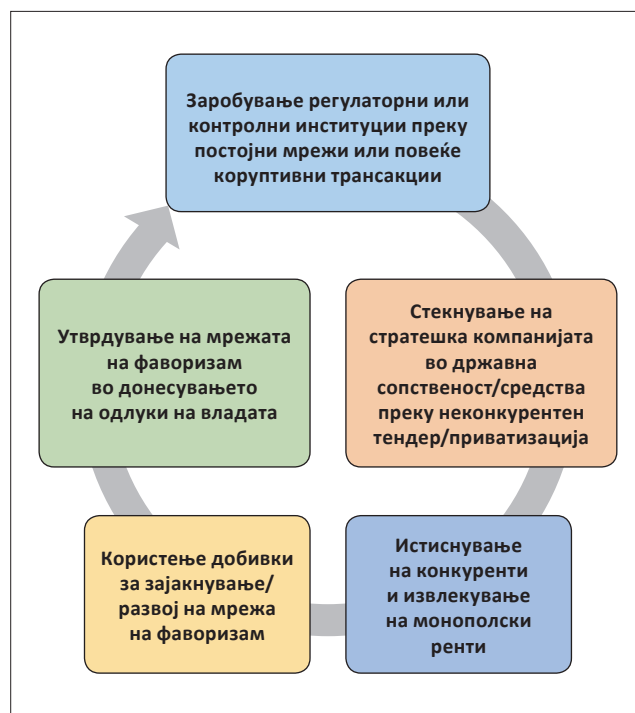 Заробување регулаторни или
контролни институции преку
постојни мрежи или повеќе
коруптивни трансакции
Стекнување на
стратешка компанијата
во државна
сопственост/средства
преку неконкурентен
тендер/приватизација
Истиснување
на конкуренти
и извлекување
на монополски
ренти
Користење добивки
за зајакнување/
развој на мрежа
на фаворизам
Утврдување на мрежата
на фаворизам
во донесувањето
на одлуки на владата